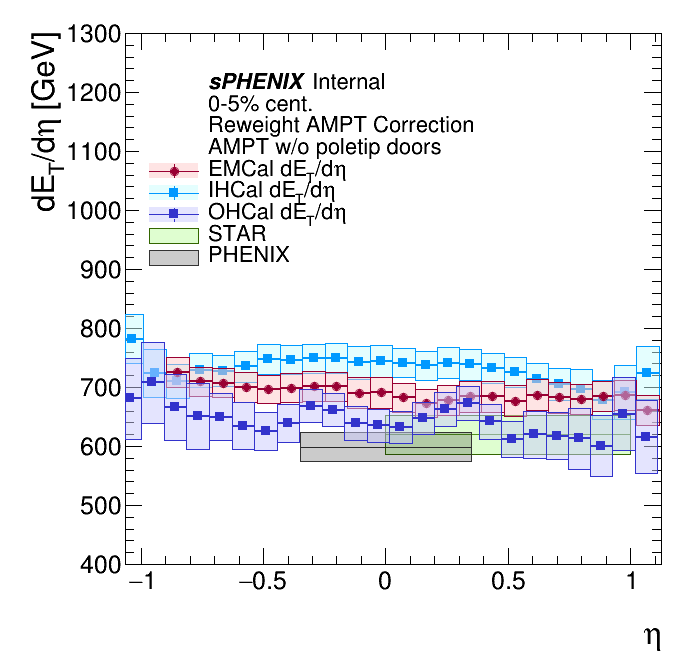 dE_T/dη [GeV]
1300
1200
1100
1000
900
800
700
600
500
400
sPHENIX Internal
0-5% cent.
Reweight AMPT Correction
AMPT w/o poletip doors
EMCal dE_T/dη
IHCal dE_T/dη
OHCal dE_T/dη
STAR
PHENIX
−1 −0.5 0 0.5 1
η